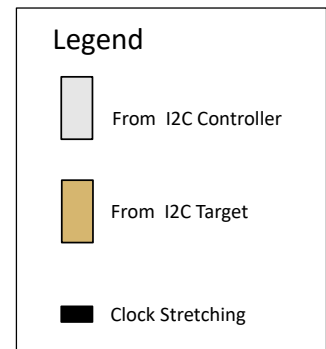 Legend
From I2C Controller
From I2C Target
Clock Stretching